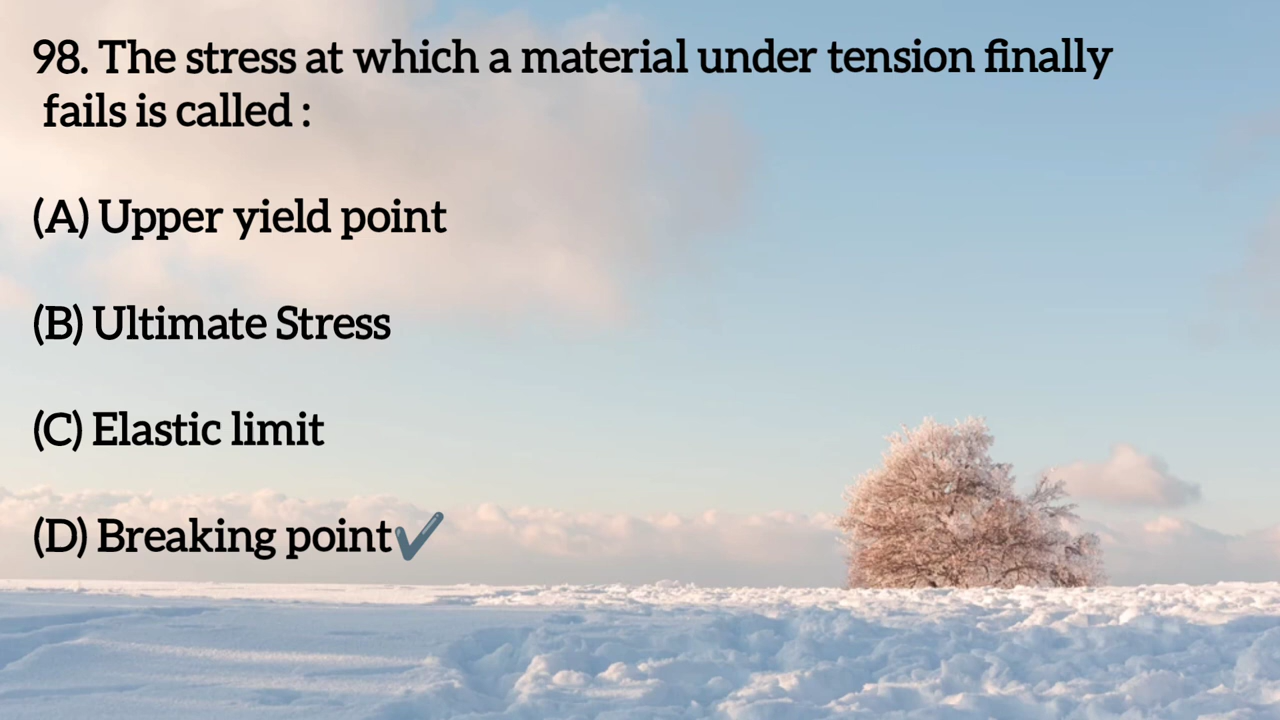 98. The stress at which a material under tension finally
fails is called :
(A) Upper yield point
(B) Ultimate Stress
(C) Elastic limit
(D) Breaking point✔